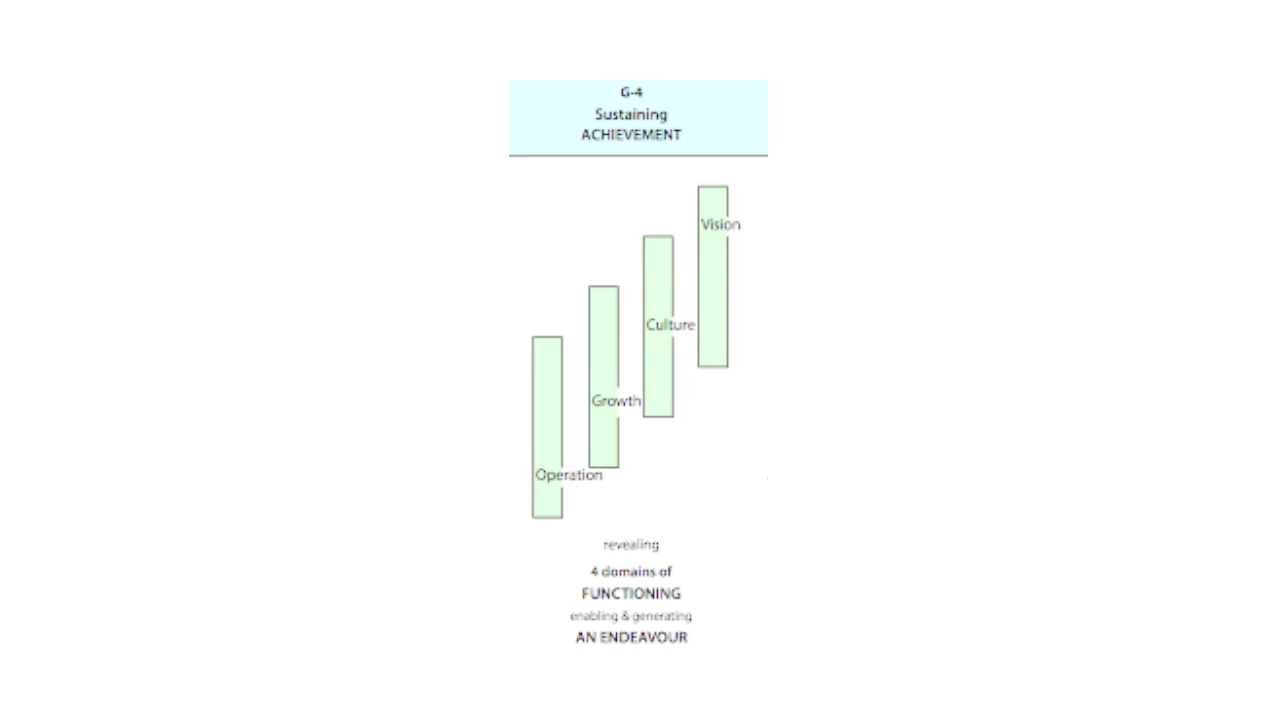 G-4
Sustaining
ACHIEVEMENT
Vision
Culture
Growth
Operation
revealing
4 domains of
FUNCTIONING
enabling & generating
AN ENDEAVOUR